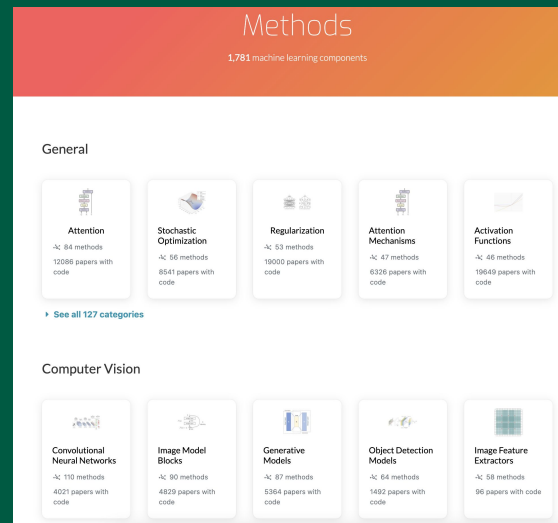 Methods
1,781 machine learning components
General
Attention
84 methods
12086 papers with
code
Stochastic
Optimization
56 methods
8541 papers with
code
Regularization
53 methods
19000 papers with
code
Attention
Mechanisms
47 methods
6326 papers with
code
Activation
Functions
46 methods
19649 papers with
code
See all 127 categories
Computer Vision
Convolutional
Neural Networks
110 methods
4021 papers with
code
Image Model
Blocks
90 methods
4829 papers with
code
Generative
Models
87 methods
5364 papers with
code
Object Detection
Models
64 methods
1492 papers with
code
Image Feature
Extractors
58 methods
96 papers with code